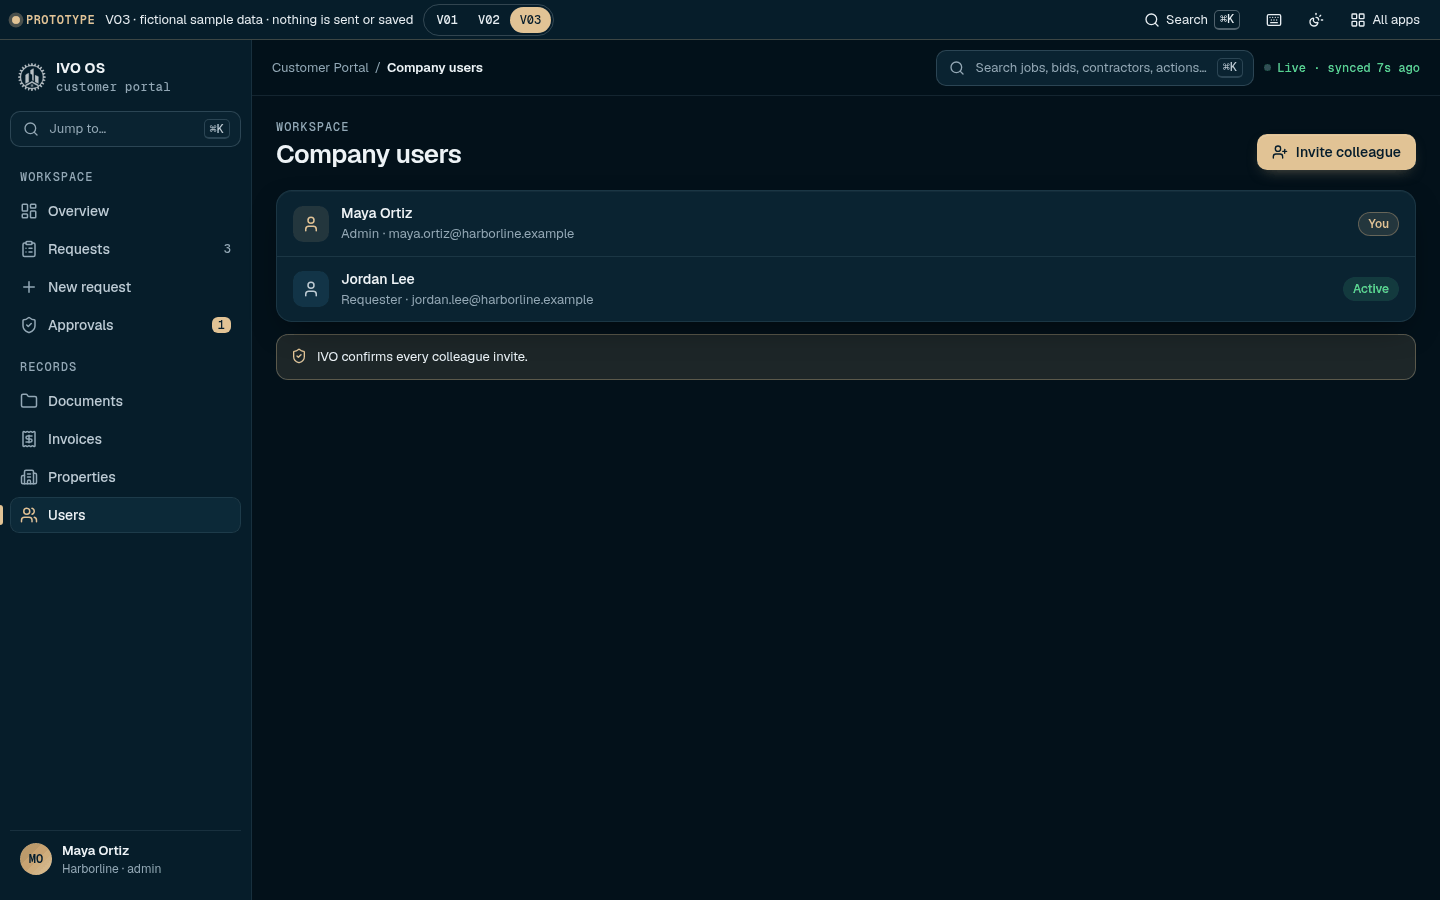 PROTOTYPE V03 · fictional sample data · nothing is sent or saved V01 V02 V03 Search ⌘K All apps
IVO OS
customer portal
Jump to… ⌘K
WORKSPACE
Overview
Requests 3
New request
Approvals 1
RECORDS
Documents
Invoices
Properties
Users
MO
Maya Ortiz
Harborline · admin
Customer Portal / Company users
Search jobs, bids, contractors, actions… ⌘K
Live · synced 7s ago
WORKSPACE
Company users
Invite colleague
Maya Ortiz
Admin · maya.ortiz@harborline.example
You
Jordan Lee
Requester · jordan.lee@harborline.example
Active
IVO confirms every colleague invite.